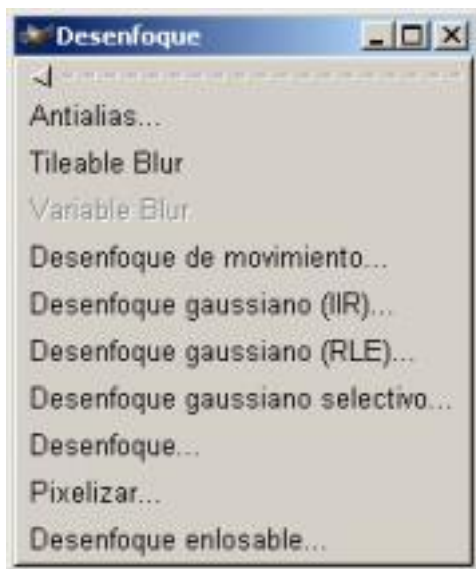 Desenfoque
Antialias...
Tileable Blur
Variable Blur
Desenfoque de movimiento...
Desenfoque gaussiano (IIR)...
Desenfoque gaussiano (RLE)...
Desenfoque gaussiano selectivo...
Desenfoque...
Pixelizar...
Desenfoque enlosable...